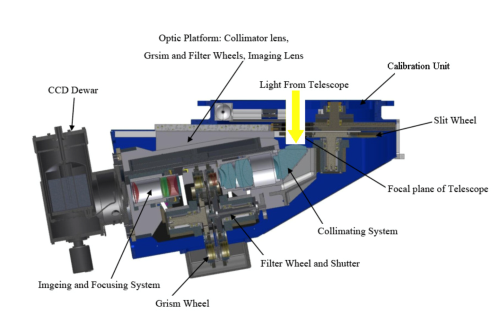 Optic Platform: Collimator lens,
Grsim and Filter Wheels, Imaging Lens
Light From Telescope
Calibration Unit
CCD Dewar
Slit Wheel
Focal plane of Telescope
Collimating System
Filter Wheel and Shutter
Imgeing and Focusing System
Grism Wheel